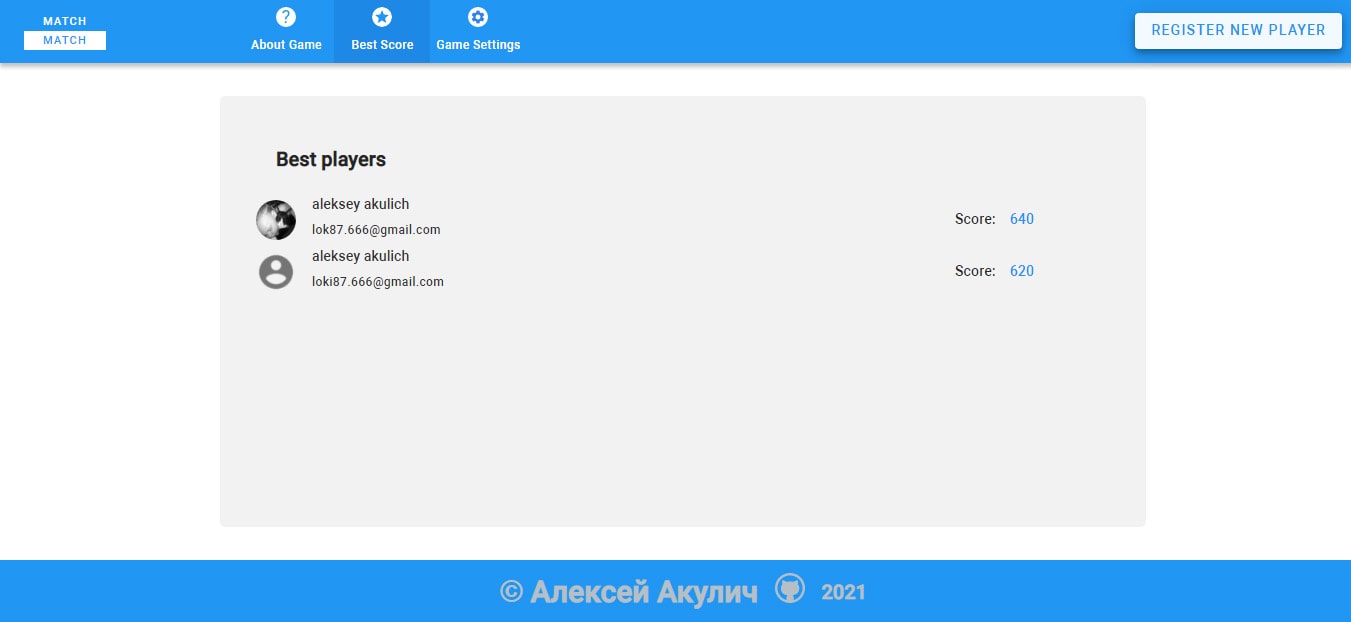 MATCH
MATCH
About Game
Best Score
Game Settings
REGISTER NEW PLAYER
Best players
aleksey akulich
lok87.666@gmail.com
Score: 640
aleksey akulich
loki87.666@gmail.com
Score: 620
© Алексей Акулич 2021